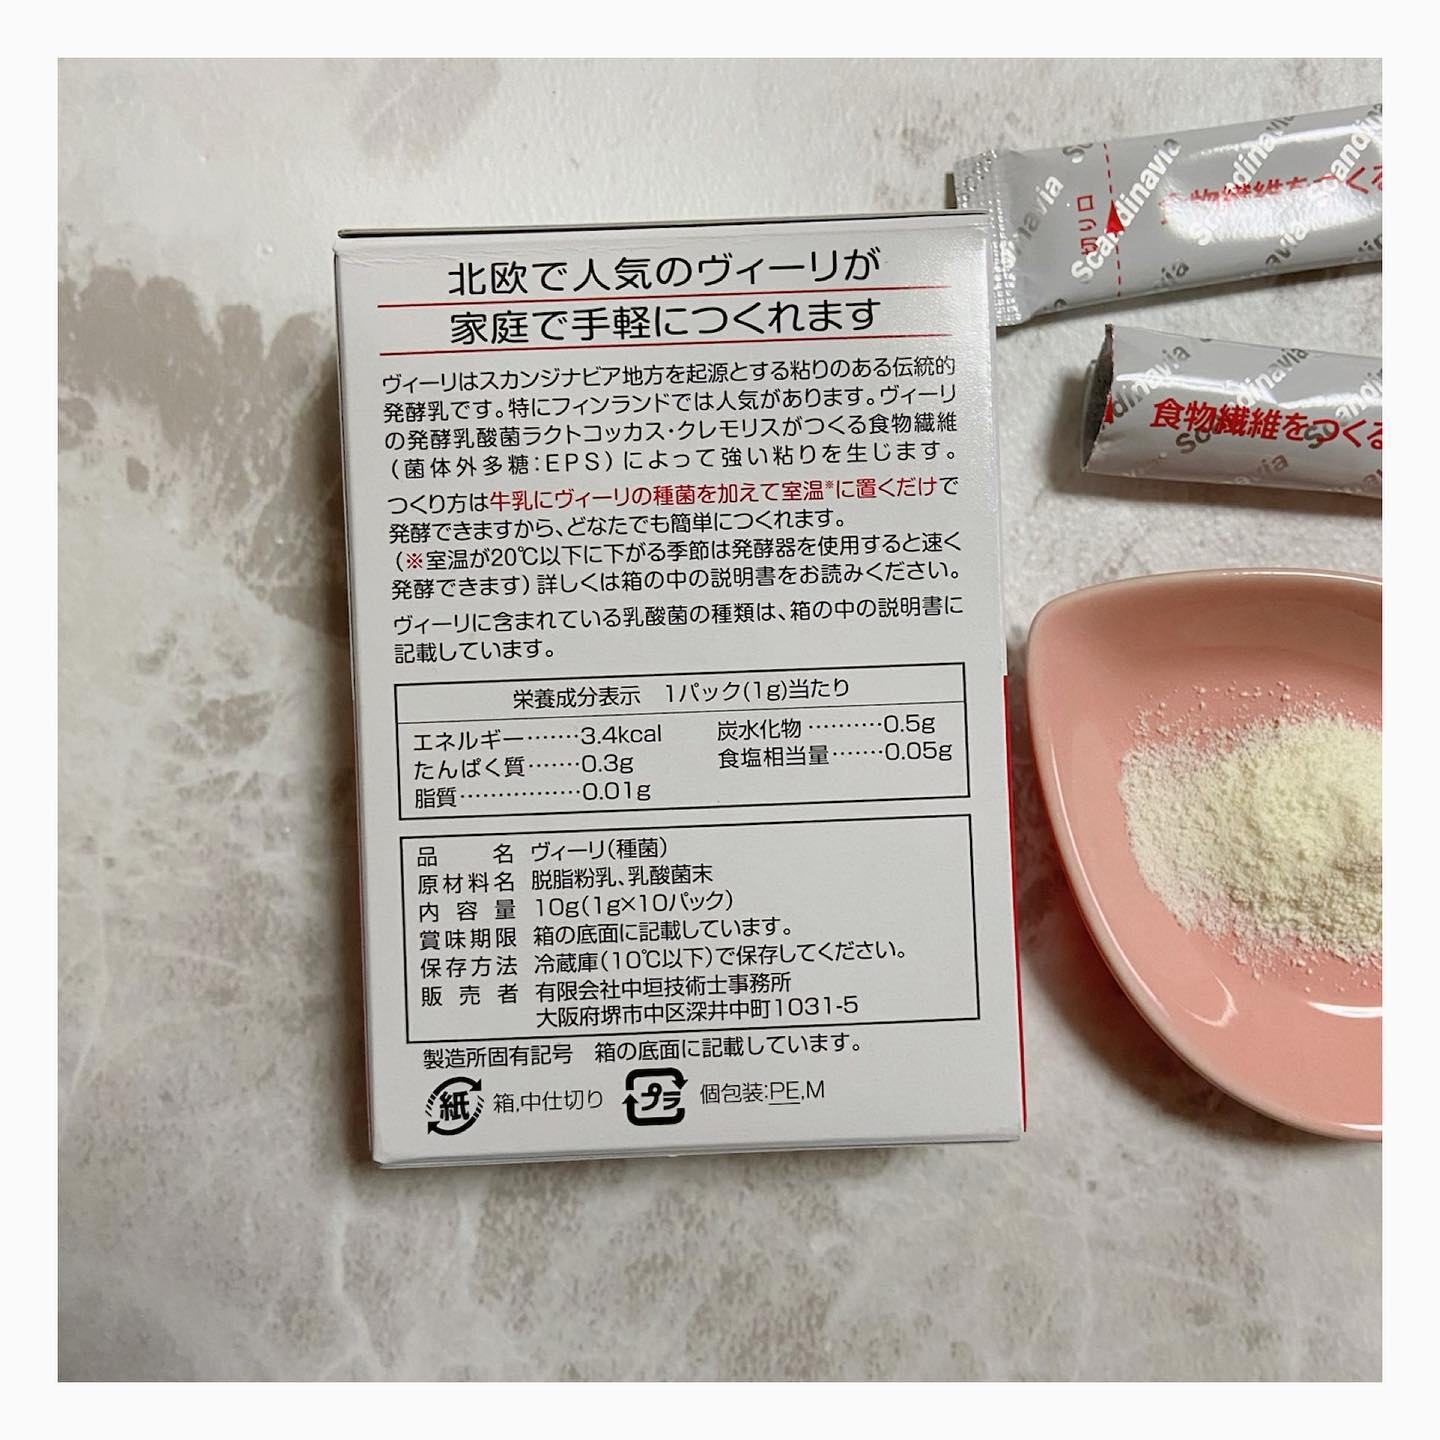 北欧で人気のヴィーリが
家庭で手軽につくれます
ヴィーリはスカンジナビア地方を起源とする粘りのある伝統的
発酵乳です。特にフィンランドでは人気があります。ヴィーリ
の発酵乳酸菌ラクトコッカス・クレモリスがつくる食物繊維
(菌体外多糖:EPS)によって強い粘りを生じます。
つくり方は牛乳にヴィーリの種菌を加えて室温※に置くだけで
発酵できますから、どなたでも簡単につくれます。
(※室温が20℃以下に下がる季節は発酵器を使用すると速く
発酵できます)詳しくは箱の中の説明書をお読みください。
ヴィーリに含まれている乳酸菌の種類は、箱の中の説明書に
記載しています。
栄養成分表示 1パック(1g)当たり
エネルギー‥‥‥3.4kcal 炭水化物‥‥‥‥0.5g
たんぱく質‥‥‥0.3g 食塩相当量‥‥‥0.05g
脂質‥‥‥‥‥‥0.01g
品名 ヴィーリ(種菌)
原材料名 脱脂粉乳、乳酸菌末
内容量 10g(1g×10パック)
賞味期限 箱の底面に記載しています。
保存方法 冷蔵庫(10℃以下)で保存してください。
販売者 有限会社中垣技術士事務所
大阪府堺市中区深井中町1031-5
製造所固有記号 箱の底面に記載しています。
紙 箱,中仕切り プラ 個包装:PE,M
切り口
Scandinavia
食物繊維をつくる
Scandinavia
食物繊維をつくる